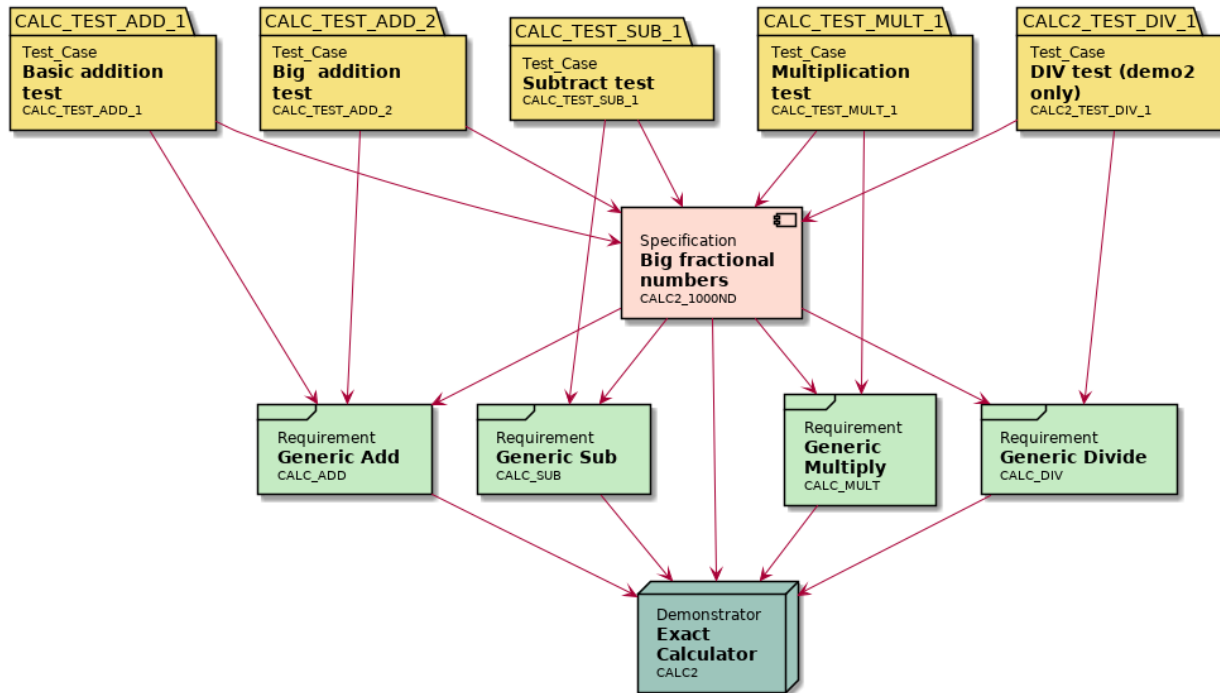 CALC_TEST_ADD_1
Test_Case
Basic addition
test
CALC_TEST_ADD_1
CALC_TEST_ADD_2
Test_Case
Big  addition
test
CALC_TEST_ADD_2
CALC_TEST_SUB_1
Test_Case
Subtract test
CALC_TEST_SUB_1
CALC_TEST_MULT_1
Test_Case
Multiplication
test
CALC_TEST_MULT_1
CALC2_TEST_DIV_1
Test_Case
DIV test (demo2
only)
CALC2_TEST_DIV_1
Specification
Big fractional
numbers
CALC2_1000ND
Requirement
Generic Add
CALC_ADD
Requirement
Generic Sub
CALC_SUB
Requirement
Generic
Multiply
CALC_MULT
Requirement
Generic Divide
CALC_DIV
Demonstrator
Exact
Calculator
CALC2